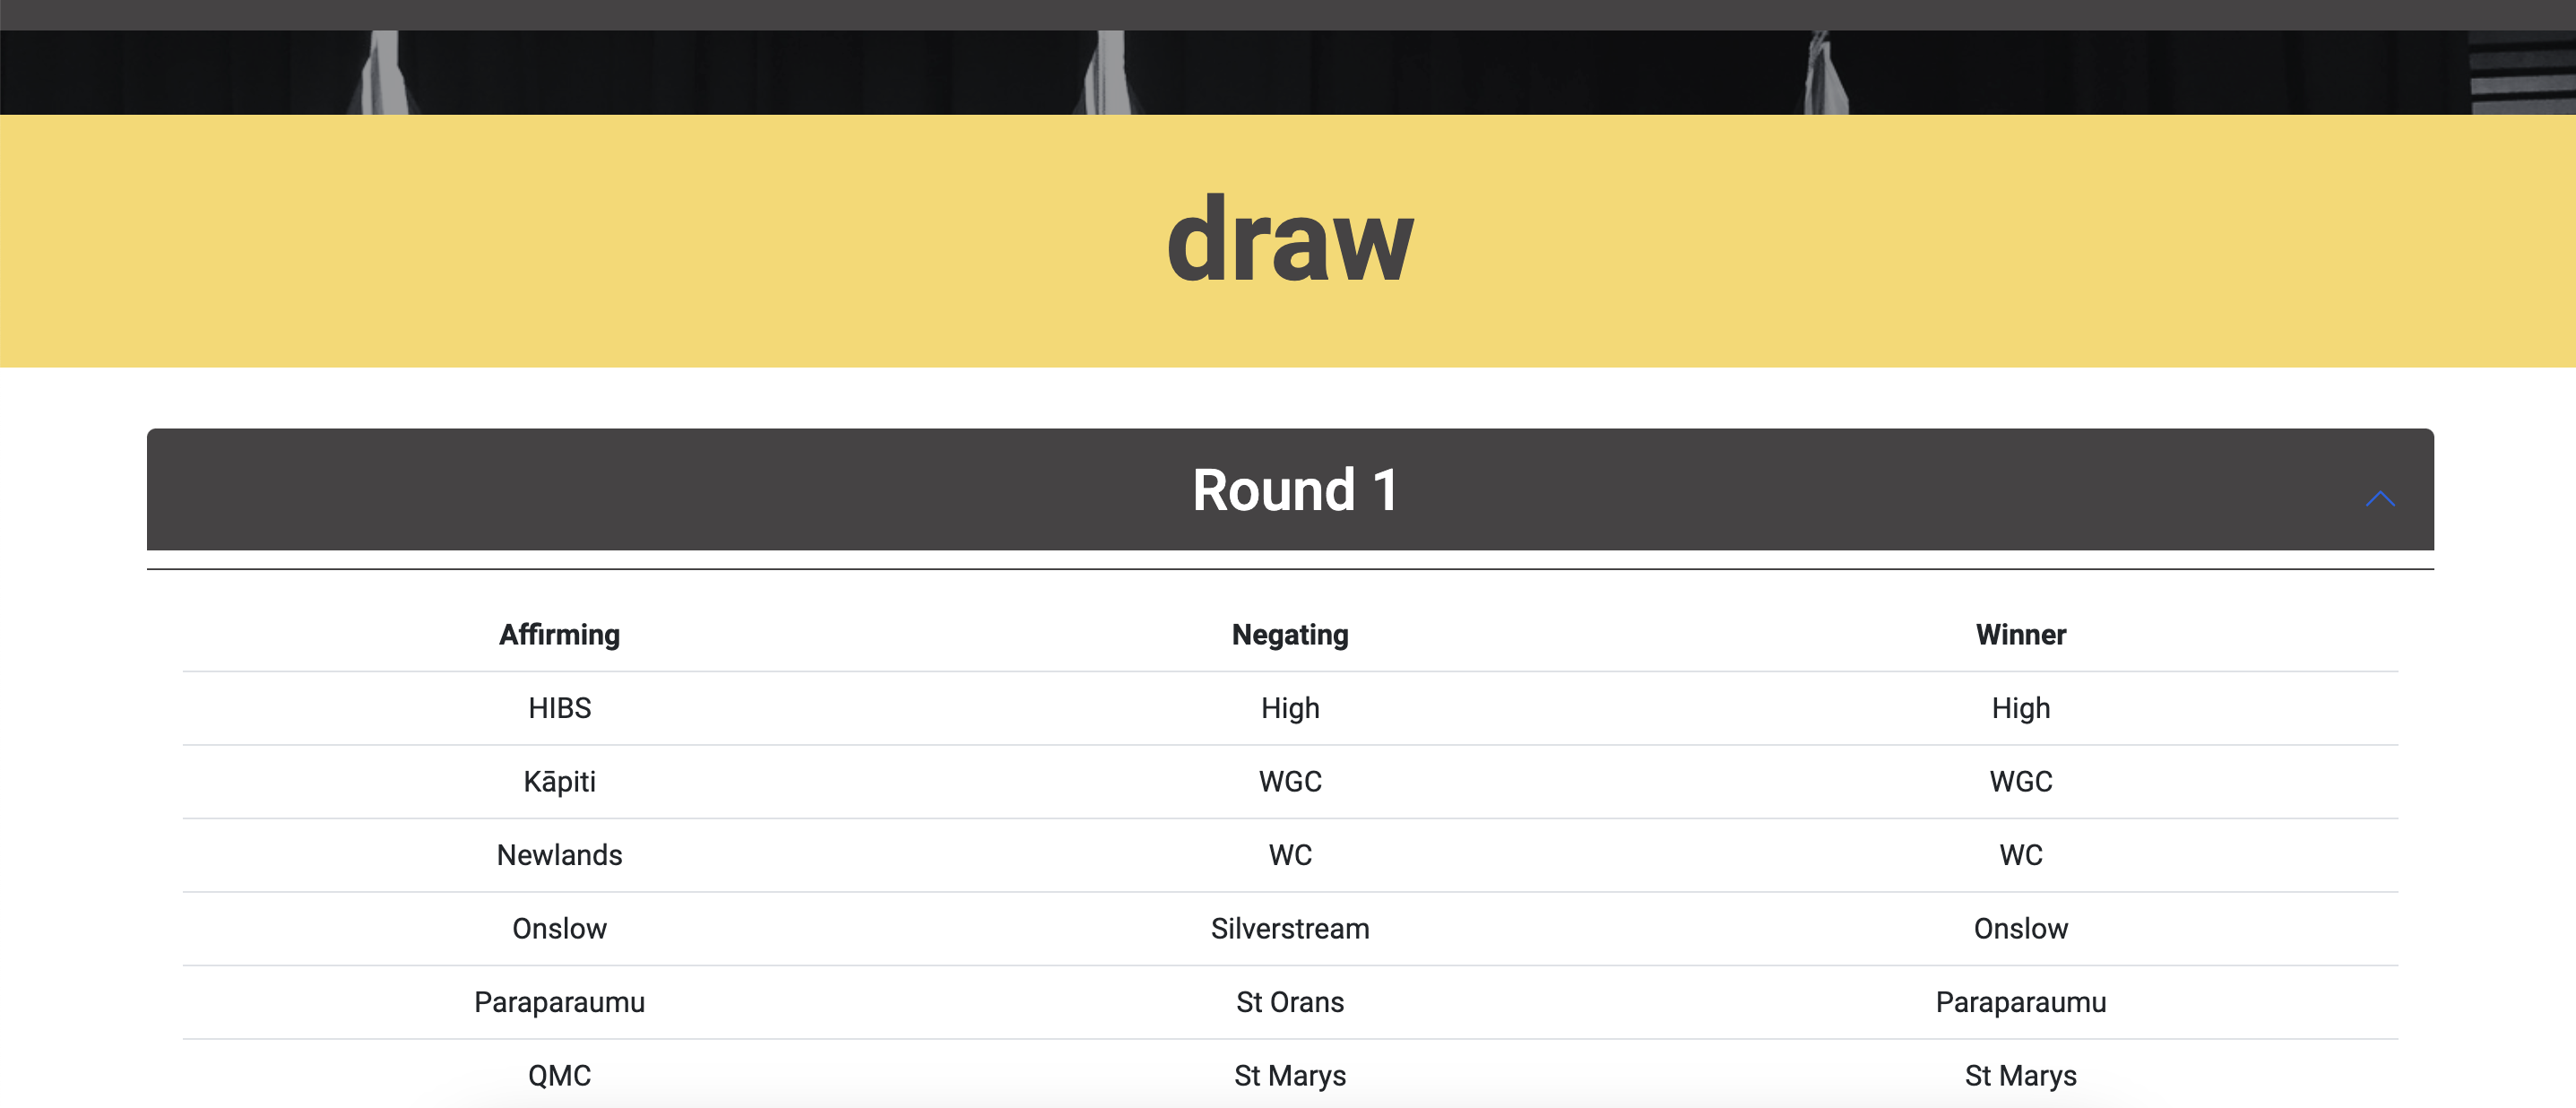 draw
Round 1
Affirming Negating Winner
HIBS High High
Kāpiti WGC WGC
Newlands WC WC
Onslow Silverstream Onslow
Paraparaumu St Orans Paraparaumu
QMC St Marys St Marys